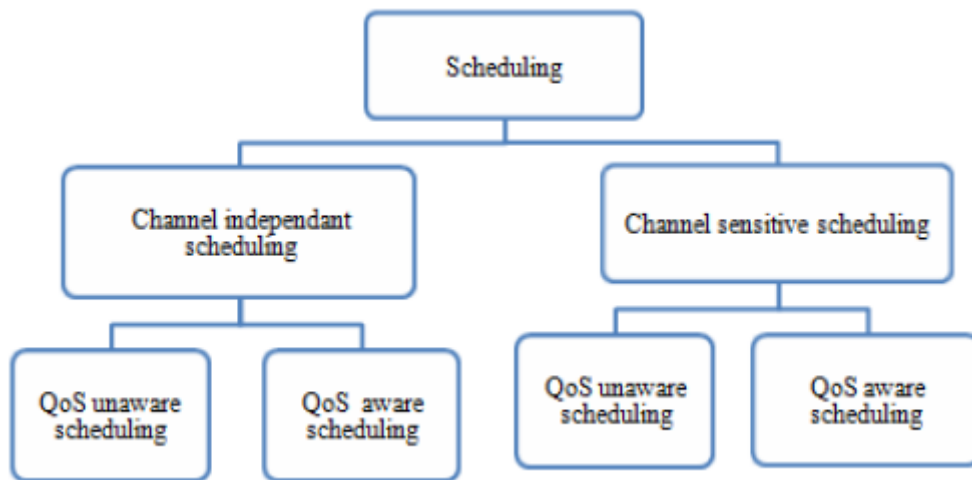 Scheduling
Channel independant
scheduling
Channel sensitive scheduling
QoS unaware
scheduling
QoS aware
scheduling
QoS unaware
scheduling
QoS aware
scheduling